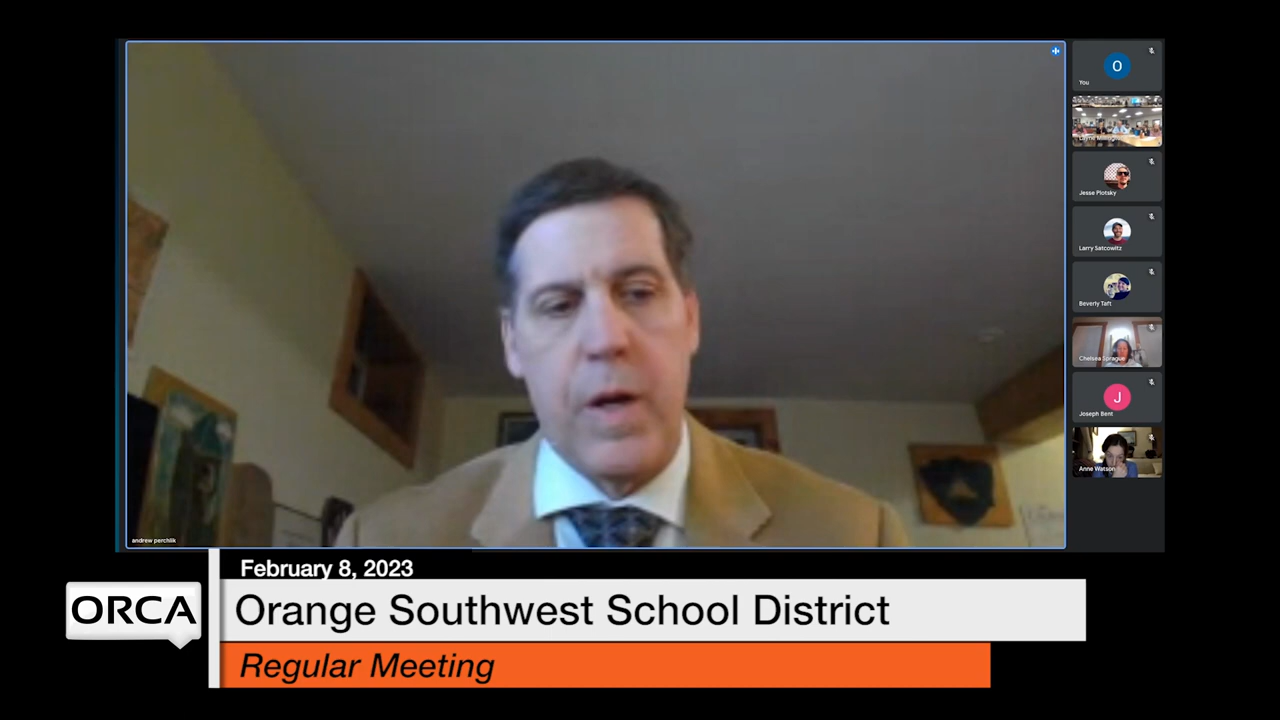 O
You
Jesse Plotsky
Larry Satcowitz
Beverly Taft
Chelsea Sprague
J
Joseph Bent
Anne Watson
andrew perchlik
February 8, 2023
ORCA
Orange Southwest School District
Regular Meeting